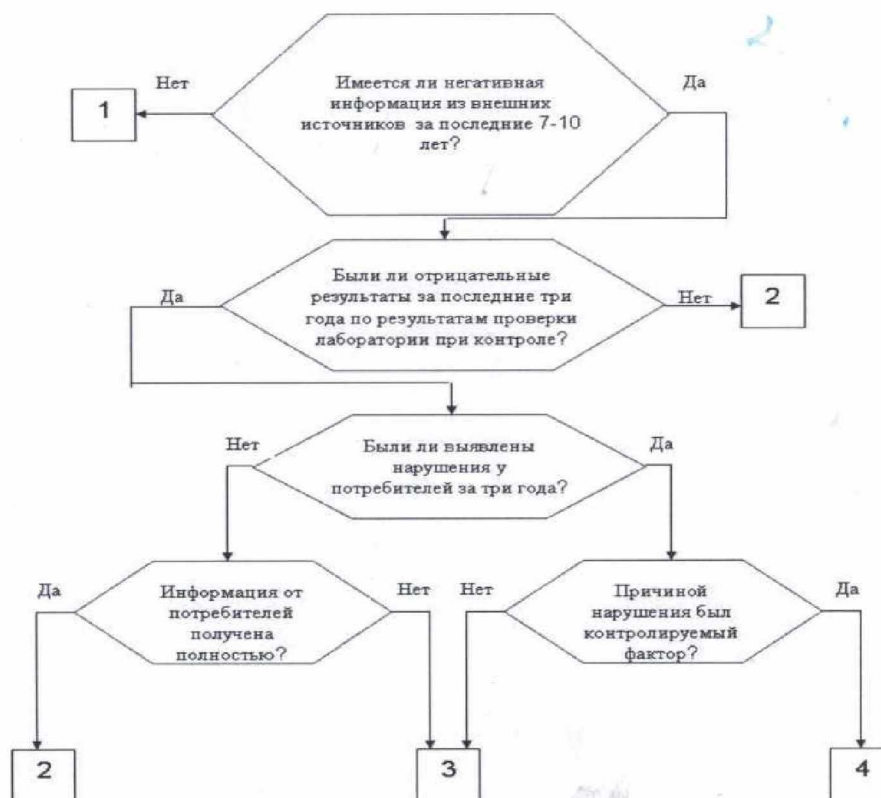 2
Имеется ли негативная
информация из внешних
источников за последние 7-10
лет?
Нет
Да
1
Были ли отрицательные
результаты за последние три
года по результатам проверки
лаборатории при контроле?
Да
Нет
2
Были ли выявлены
нарушения у
потребителей за три года?
Нет
Да
Информация от
потребителей
получена
полностью?
Да
Нет
Причиной
нарушения был
контролируемый
фактор?
Нет
Да
2
3
4